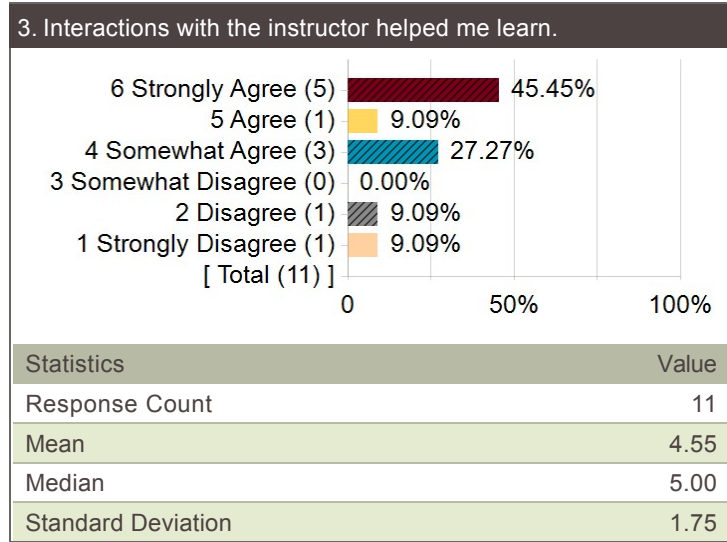 3. Interactions with the instructor helped me learn.
6 Strongly Agree (5) 45.45%
5 Agree (1) 9.09%
4 Somewhat Agree (3) 27.27%
3 Somewhat Disagree (0) 0.00%
2 Disagree (1) 9.09%
1 Strongly Disagree (1) 9.09%
[ Total (11) ]
0 50% 100%
Statistics Value
Response Count 11
Mean 4.55
Median 5.00
Standard Deviation 1.75